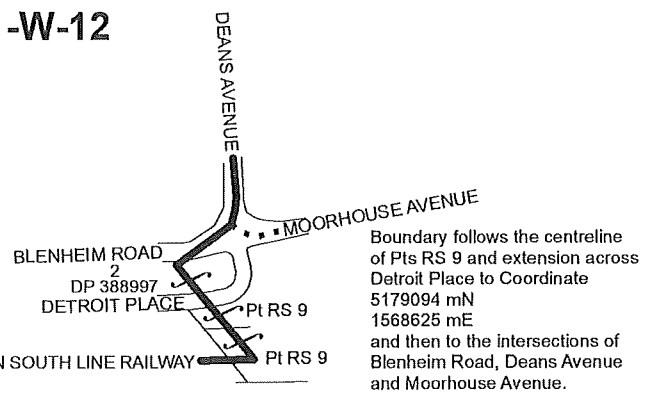 -W-12
DEANS AVENUE
MOORHOUSE AVENUE
BLENHEIM ROAD
2
DP 388997
DETROIT PLACE
Pt RS 9
N SOUTH LINE RAILWAY
Pt RS 9
Boundary follows the centreline
of Pts RS 9 and extension across
Detroit Place to Coordinate
5179094 mN
1568625 mE
and then to the intersections of
Blenheim Road, Deans Avenue
and Moorhouse Avenue.